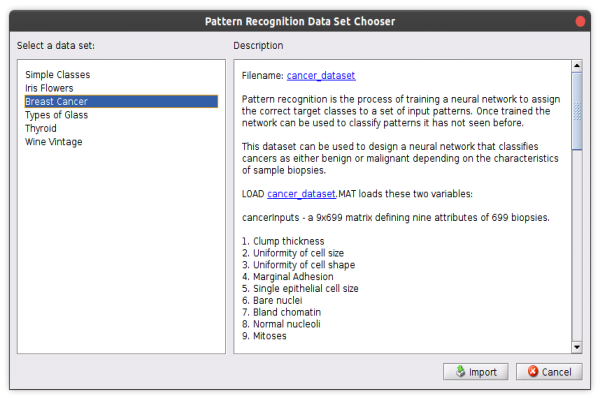 Pattern Recognition Data Set Chooser
Select a data set:
Simple Classes
Iris Flowers
Breast Cancer
Types of Glass
Thyroid
Wine Vintage
Description
Filename: cancer_dataset
Pattern recognition is the process of training a neural network to assign
the correct target classes to a set of input patterns. Once trained the
network can be used to classify patterns it has not seen before.
This dataset can be used to design a neural network that classifies
cancers as either benign or malignant depending on the characteristics
of sample biopsies.
LOAD cancer_dataset.MAT loads these two variables:
cancerInputs - a 9x699 matrix defining nine attributes of 699 biopsies.
1. Clump thickness
2. Uniformity of cell size
3. Uniformity of cell shape
4. Marginal Adhesion
5. Single epithelial cell size
6. Bare nuclei
7. Bland chomatin
8. Normal nucleoli
9. Mitoses
Import
Cancel